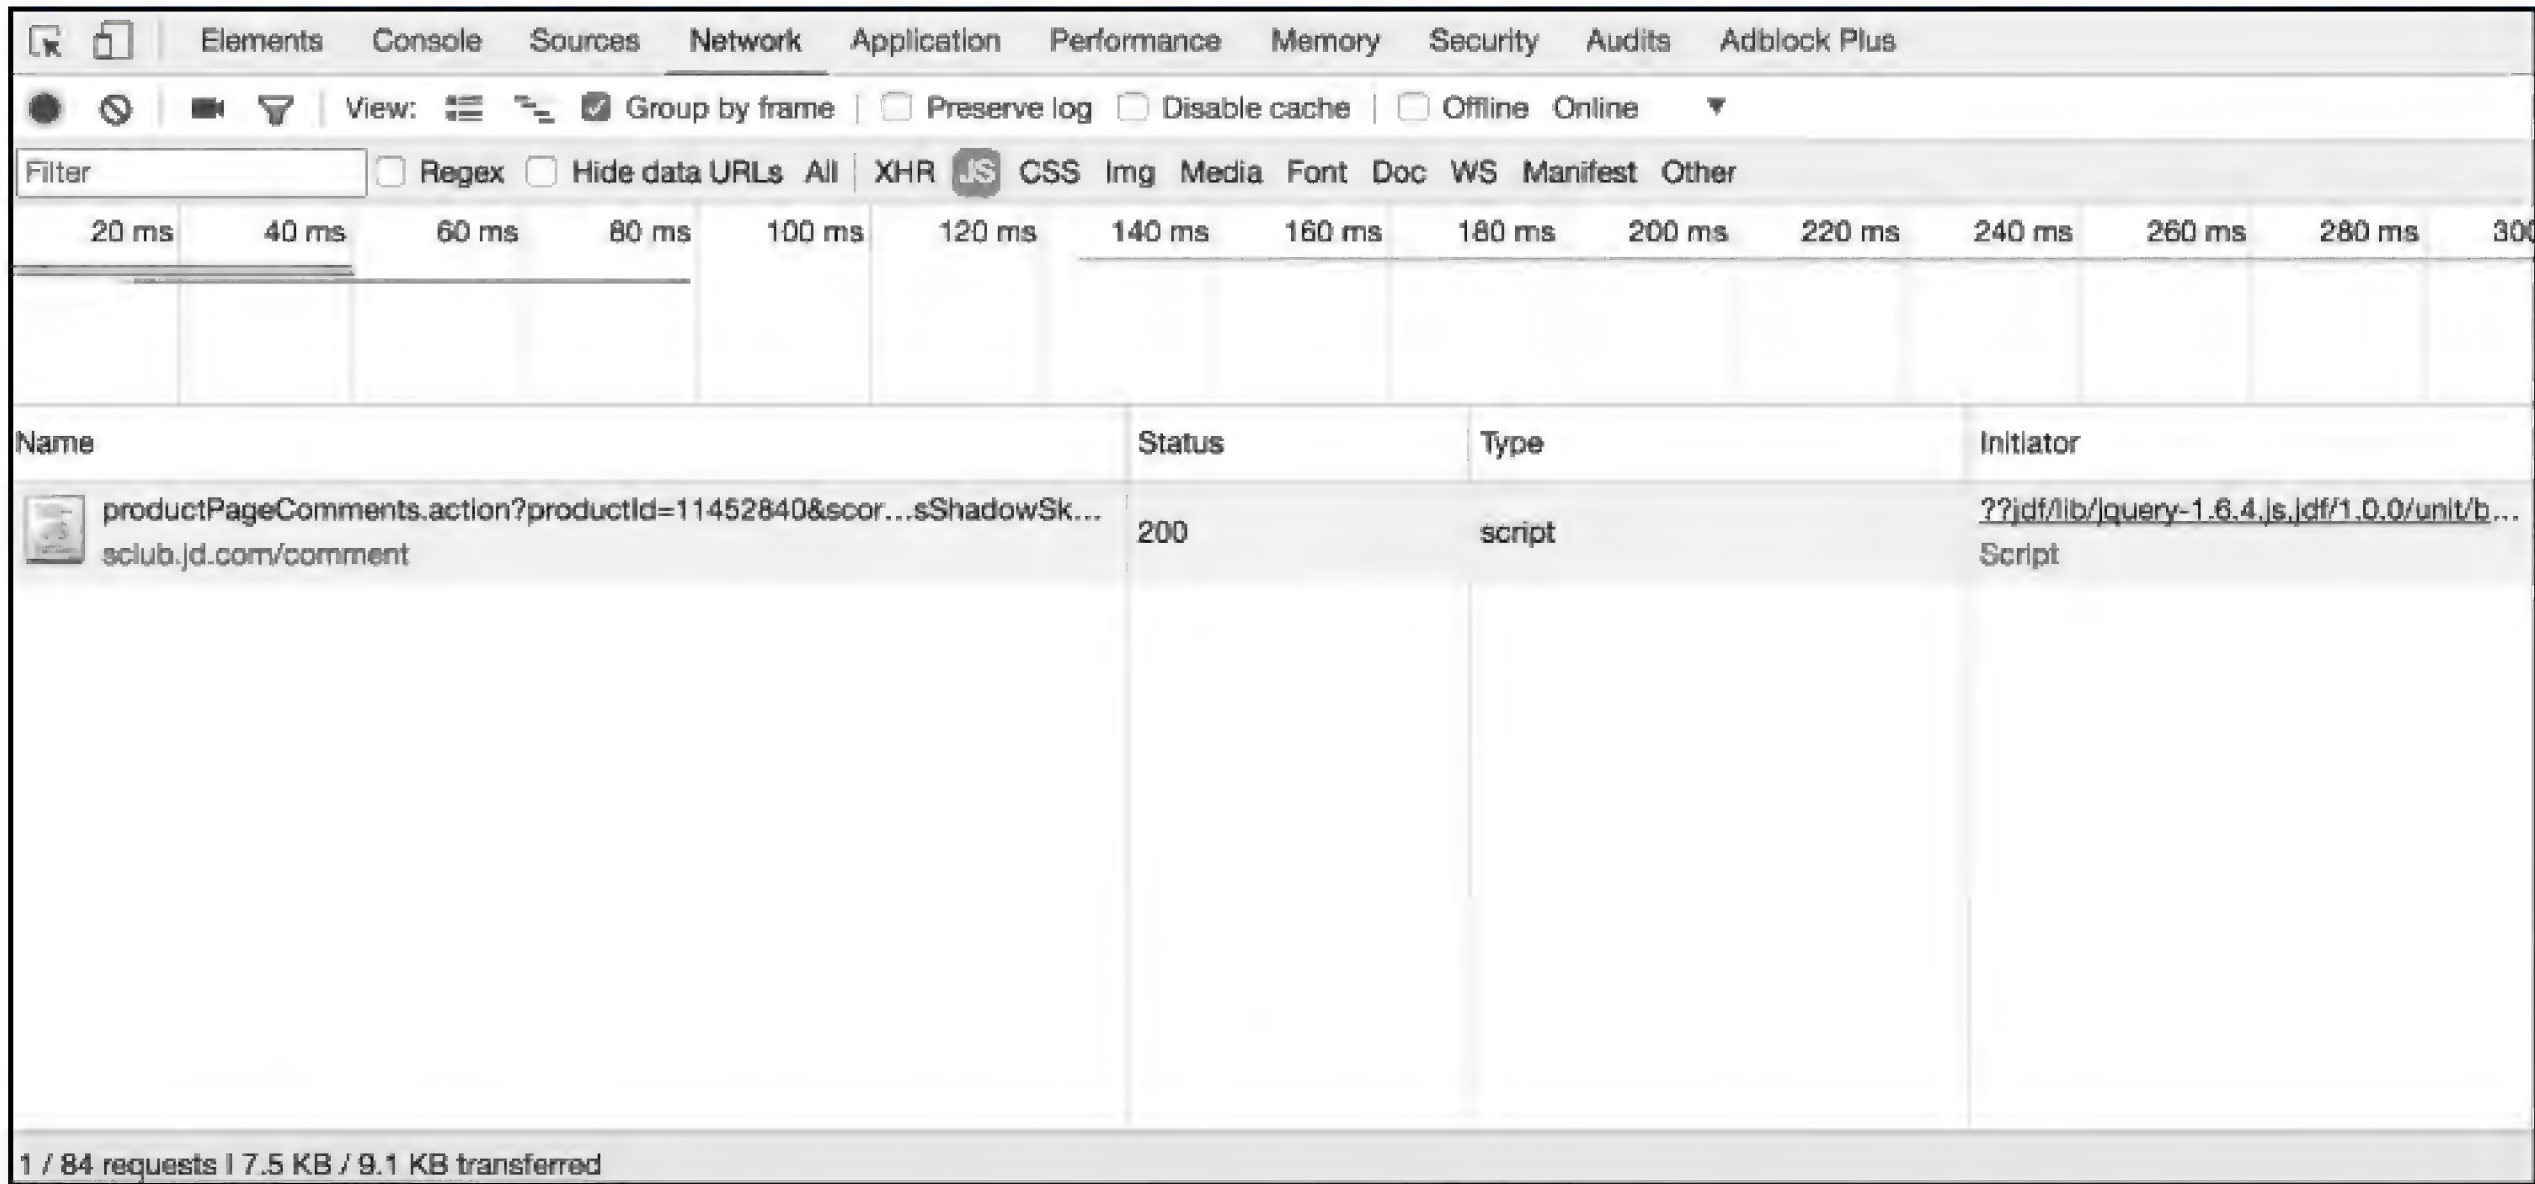 Elements Console Sources Network Application Performance Memory Security Audits Adblock Plus
View: Group by frame Preserve log Disable cache Offline Online ▼
Filter Regex Hide data URLs All XHR JS CSS Img Media Font Doc WS Manifest Other
20 ms 40 ms 60 ms 80 ms 100 ms 120 ms 140 ms 160 ms 180 ms 200 ms 220 ms 240 ms 260 ms 280 ms 300
Name Status Type Initiator
productPageComments.action?productId=11452840&scor...sShadowSk... 200 script ??jdf/lib/jquery-1.6.4.js,jdf/1.0.0/unit/b...
sclub.jd.com/comment Script
1 / 84 requests | 7.5 KB / 9.1 KB transferred